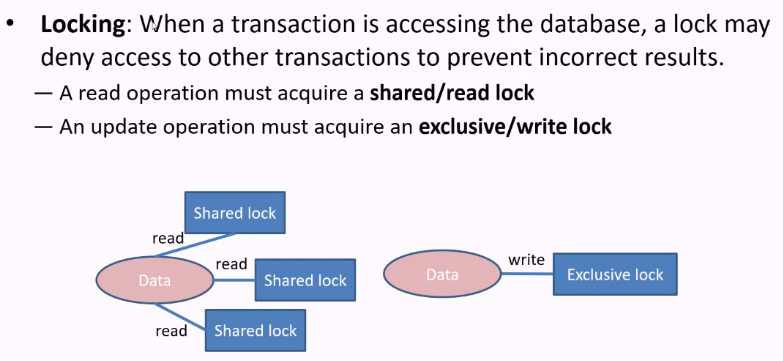 • Locking: When a transaction is accessing the database, a lock may
deny access to other transactions to prevent incorrect results.
— A read operation must acquire a shared/read lock
— An update operation must acquire an exclusive/write lock
Shared lock
read
read
Data
Shared lock
read
Shared lock
Data
write
Exclusive lock